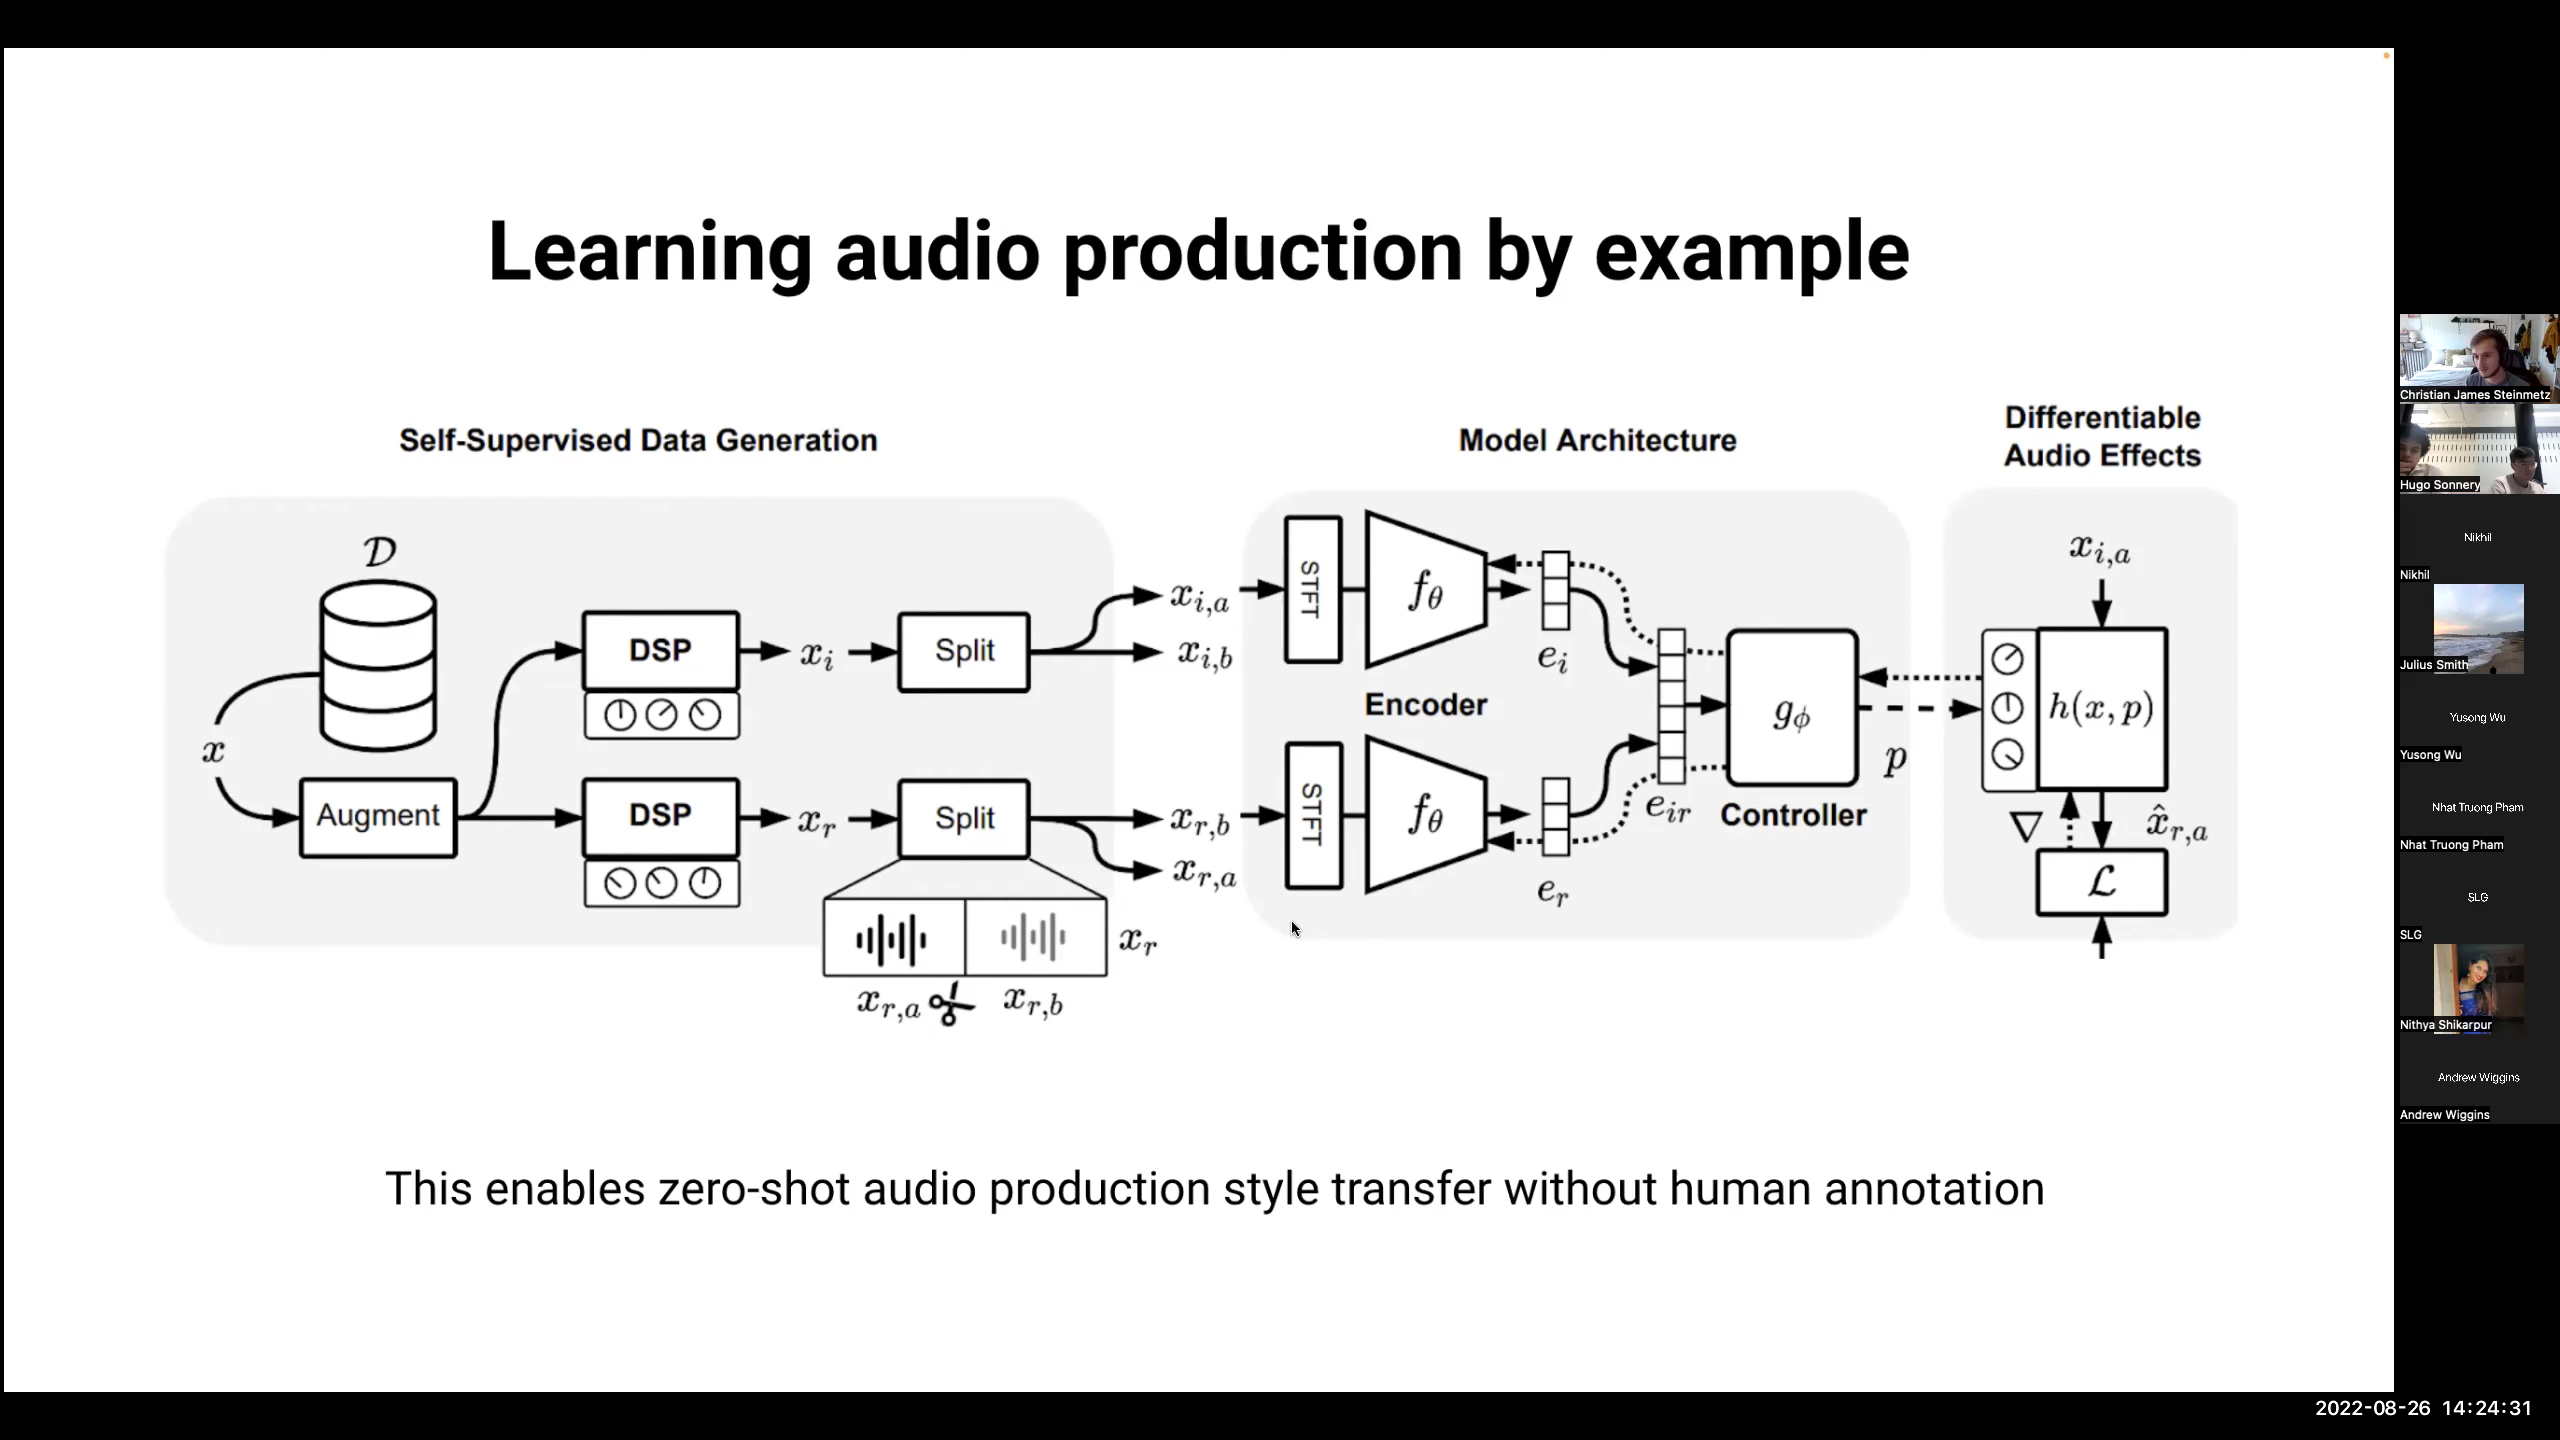 Learning audio production by example
Self-Supervised Data Generation
Model Architecture
Differentiable
Audio Effects
𝒟
x
Augment
DSP
DSP
x_i
x_r
Split
Split
x_{i,a}
x_{i,b}
x_{r,b}
x_{r,a}
x_r
x_{r,a}
x_{r,b}
STFT
f_θ
e_i
Encoder
STFT
f_θ
e_r
e_{ir}
g_ϕ
Controller
p
x_{i,a}
h(x, p)
∇
x̂_{r,a}
ℒ
This enables zero-shot audio production style transfer without human annotation
Christian James Steinmetz
Hugo Sonnery
Nikhil
Nikhil
Julius Smith
Yusong Wu
Yusong Wu
Nhat Truong Pham
Nhat Truong Pham
SLG
SLG
Nithya Shikarpur
Andrew Wiggins
Andrew Wiggins
2022-08-26 14:24:31